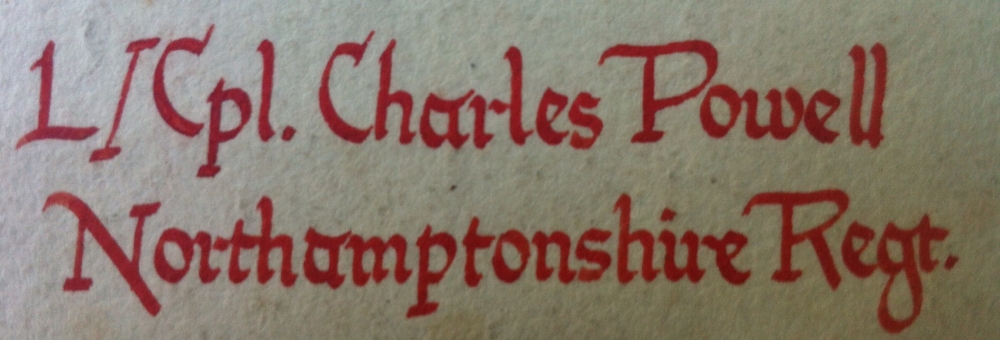 L/Cpl. Charles Powell
Northamptonshire Regt.